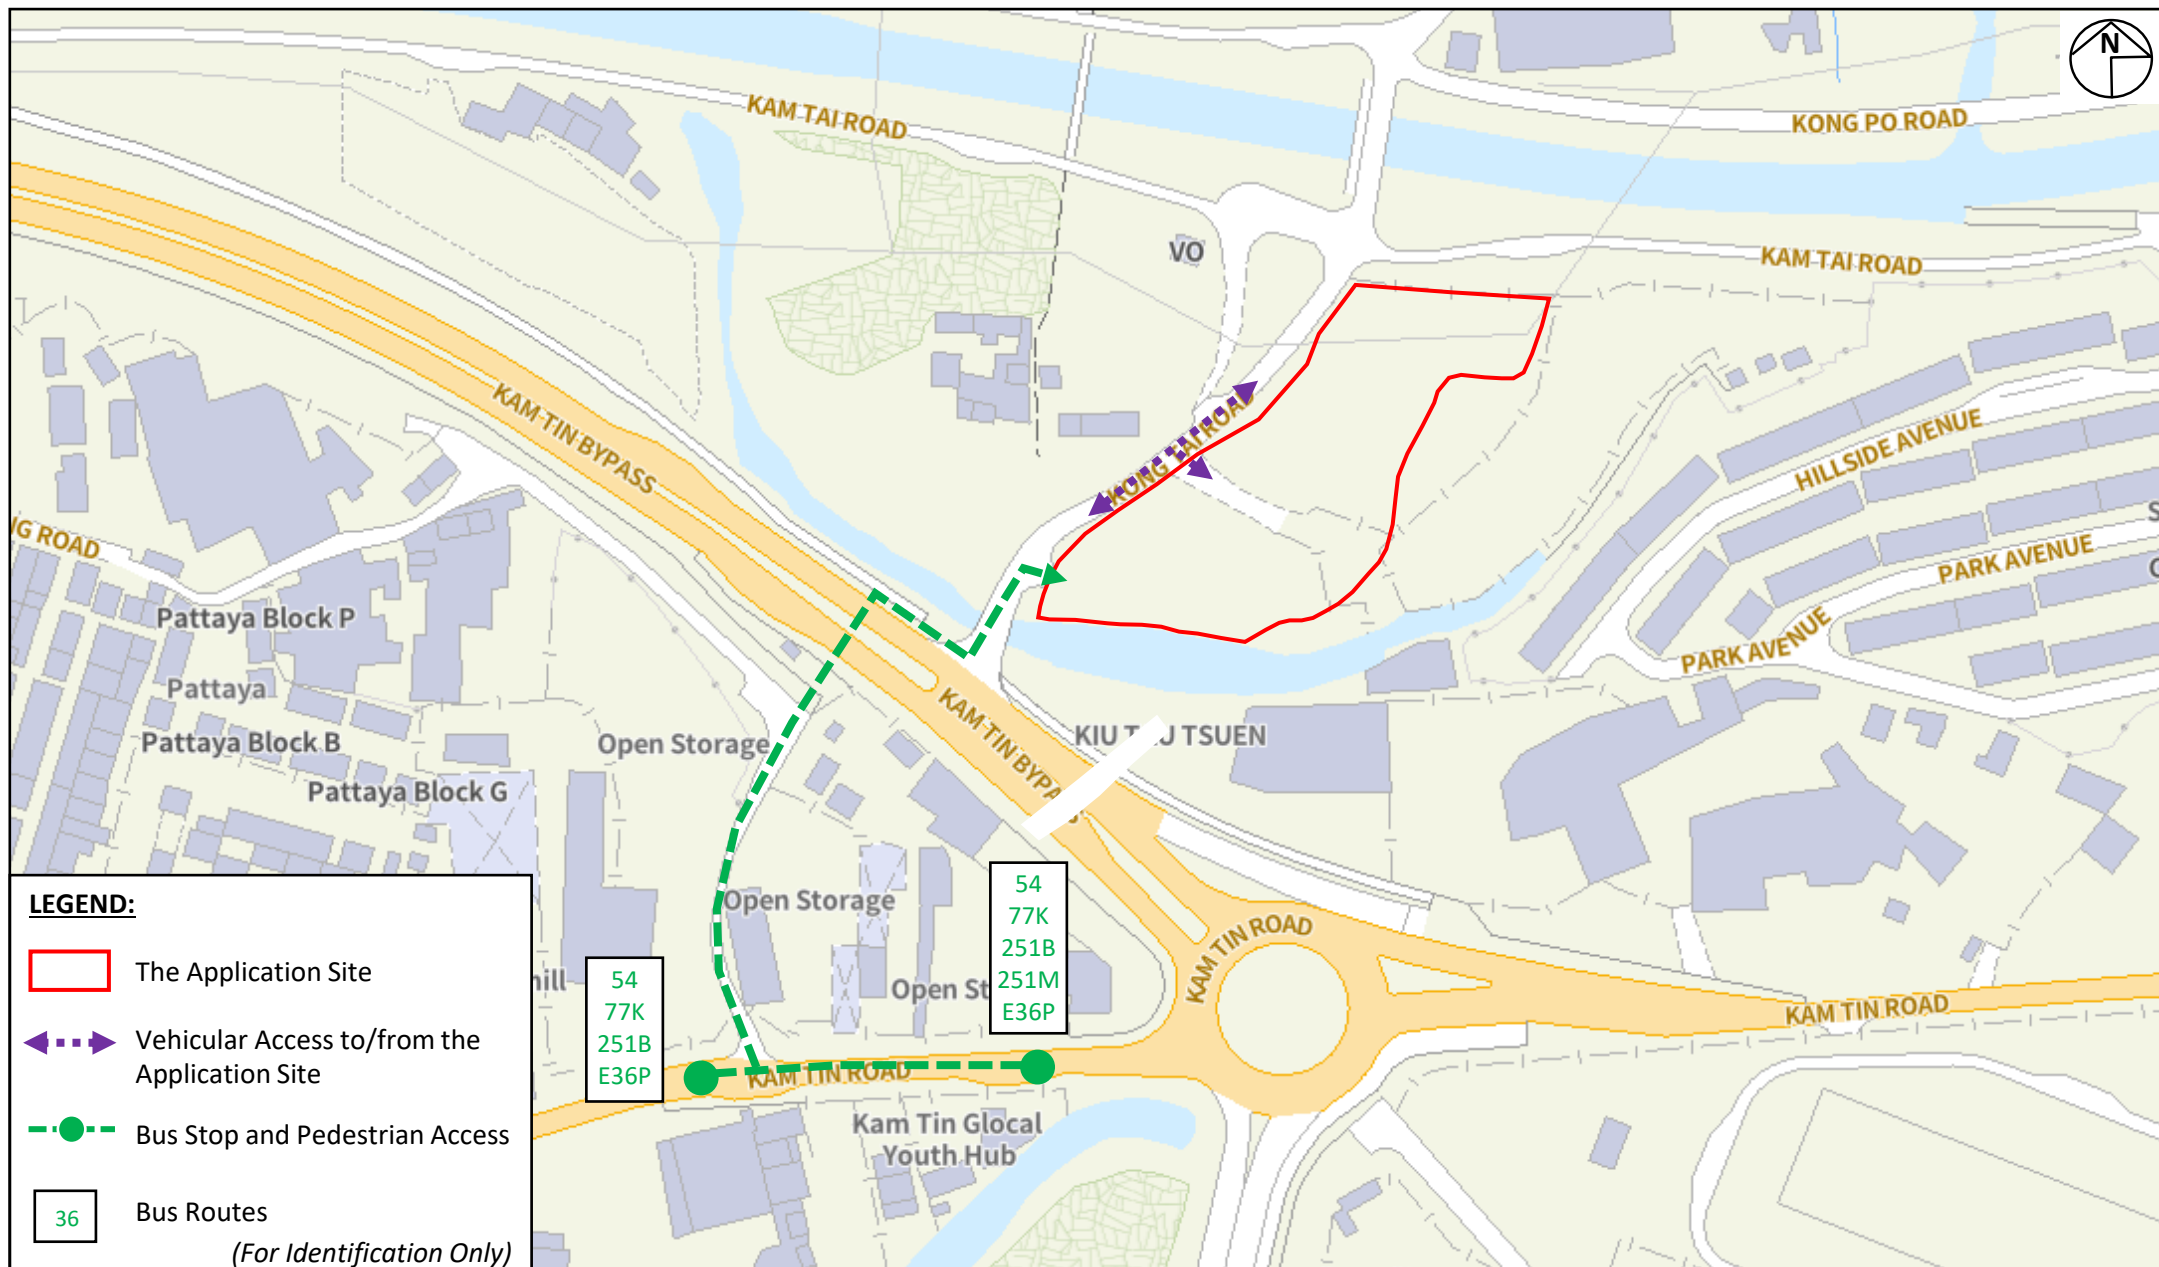 N
KAM TAI ROAD
KONG PO ROAD
VO
KAM TAI ROAD
KAM TIN BYPASS
KONG TAI ROAD
HILLSIDE AVENUE
PARK AVENUE
PARK AVENUE
NG ROAD
Pattaya Block P
Pattaya
Pattaya Block B
Pattaya Block G
Open Storage
KAM TIN BYPA
KIU T U TSUEN
Open Storage
Open St
KAM TIN ROAD
KAM TIN ROAD
KAM TIN ROAD
Kam Tin Glocal
Youth Hub
54
77K
251B
251M
E36P
54
77K
251B
E36P
LEGEND:
The Application Site
Vehicular Access to/from the
Application Site
Bus Stop and Pedestrian Access
36
Bus Routes
(For Identification Only)